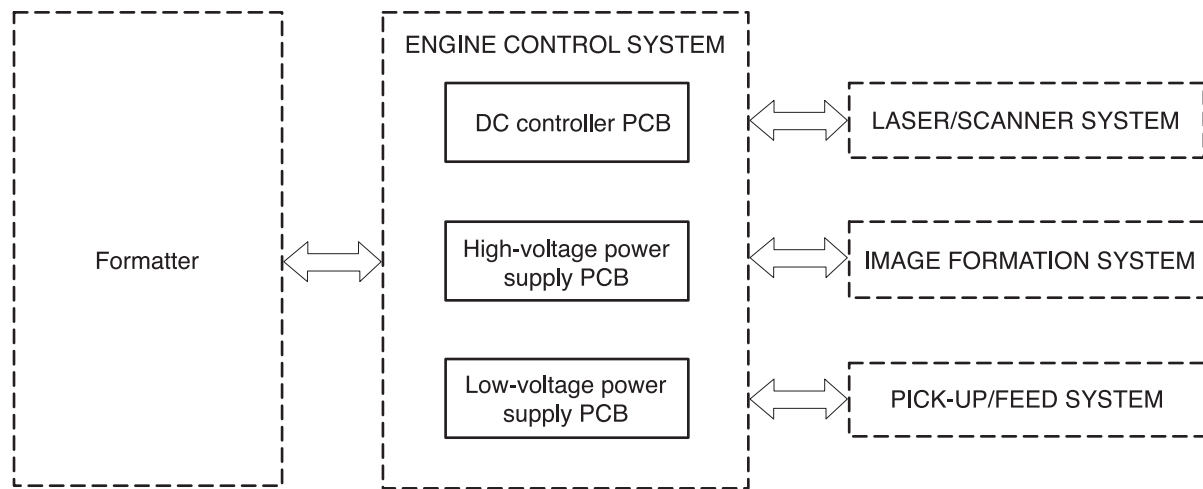 Formatter
ENGINE CONTROL SYSTEM
DC controller PCB
High-voltage power
supply PCB
Low-voltage power
supply PCB
LASER/SCANNER SYSTEM
IMAGE FORMATION SYSTEM
PICK-UP/FEED SYSTEM